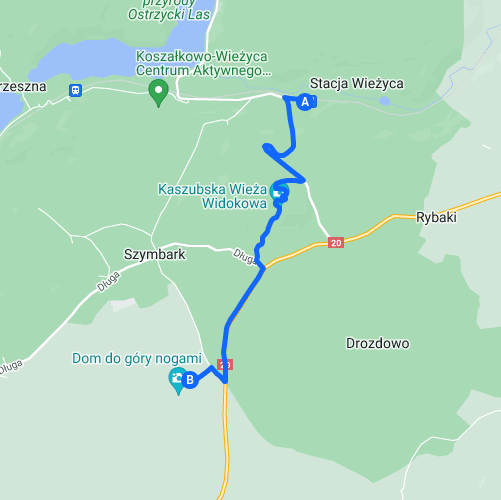 przyrody
Ostrzycki Las
Koszałkowo-Wieżyca
Centrum Aktywnego...
rzeszna
Stacja Wieżyca
A
Kaszubska Wieża
Widokowa
Rybaki
20
Szymbark
Długa
Długa
Drozdowo
Dom do góry nogami
20
Długa
B